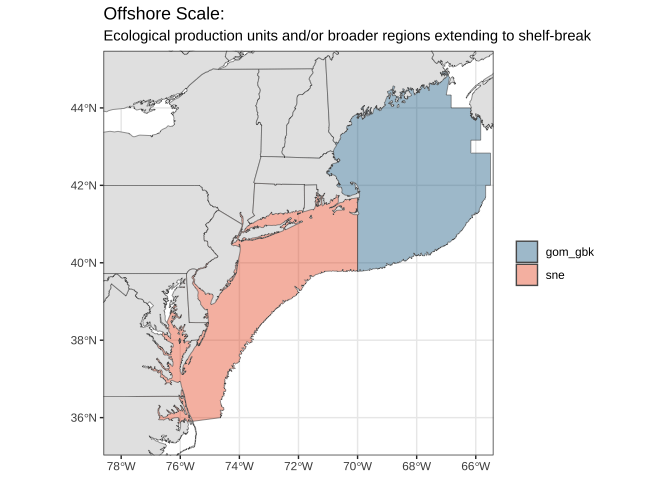 Offshore Scale:
Ecological production units and/or broader regions extending to shelf-break
44°N
42°N
40°N
38°N
36°N
78°W 76°W 74°W 72°W 70°W 68°W 66°W
gom_gbk
sne